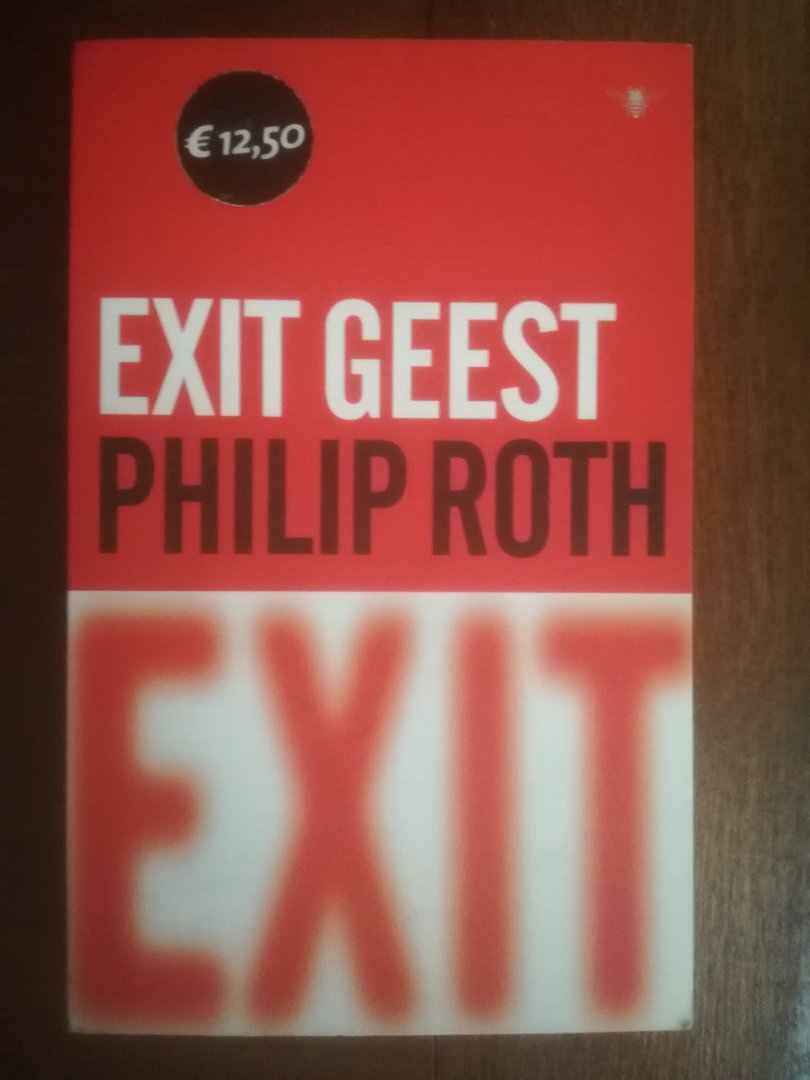 € 12,50
EXIT GEEST
PHILIP ROTH
EXIT